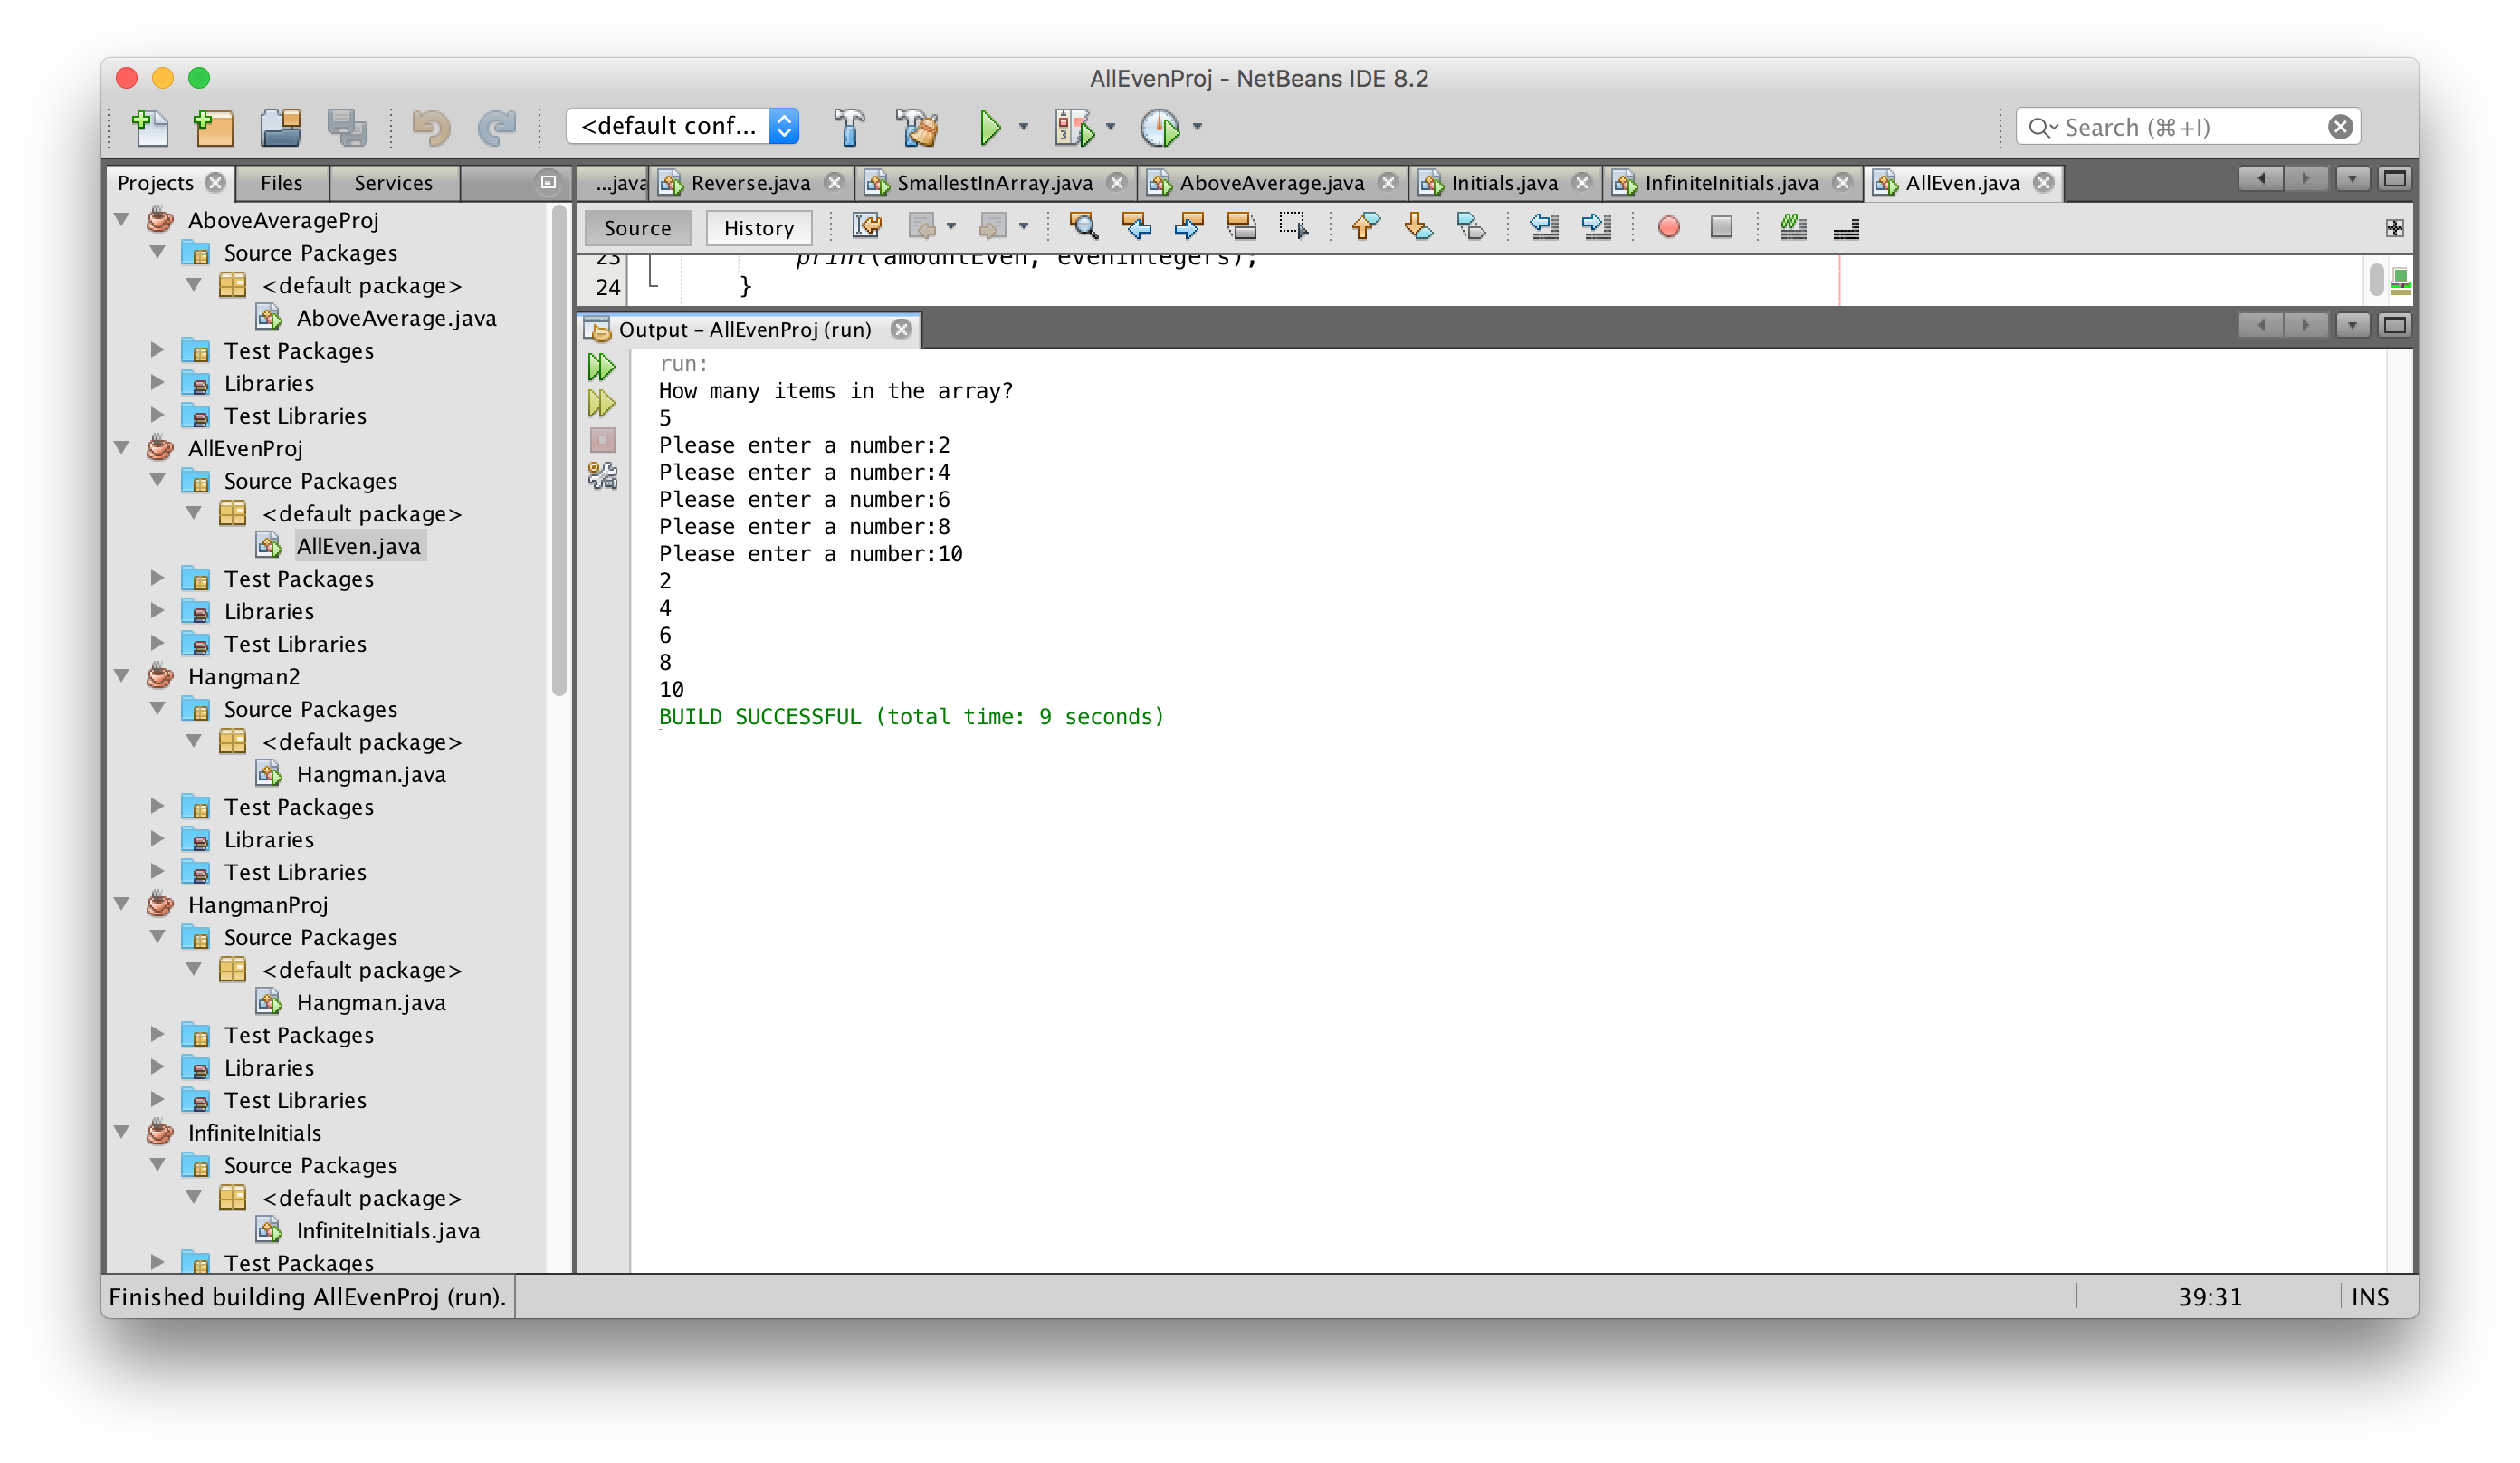 AllEvenProj - NetBeans IDE 8.2
<default conf...
Search (⌘+I)
Projects
Files
Services
...java
Reverse.java
SmallestInArray.java
AboveAverage.java
Initials.java
InfiniteInitials.java
AllEven.java
Source
History
23 print(amountEven, evenIntegers);
24 }
AboveAverageProj
Source Packages
<default package>
AboveAverage.java
Test Packages
Libraries
Test Libraries
AllEvenProj
Source Packages
<default package>
AllEven.java
Test Packages
Libraries
Test Libraries
Hangman2
Source Packages
<default package>
Hangman.java
Test Packages
Libraries
Test Libraries
HangmanProj
Source Packages
<default package>
Hangman.java
Test Packages
Libraries
Test Libraries
InfiniteInitials
Source Packages
<default package>
InfiniteInitials.java
Test Packages
Output - AllEvenProj (run)
run:
How many items in the array?
5
Please enter a number:2
Please enter a number:4
Please enter a number:6
Please enter a number:8
Please enter a number:10
2
4
6
8
10
BUILD SUCCESSFUL (total time: 9 seconds)
Finished building AllEvenProj (run).
39:31
INS